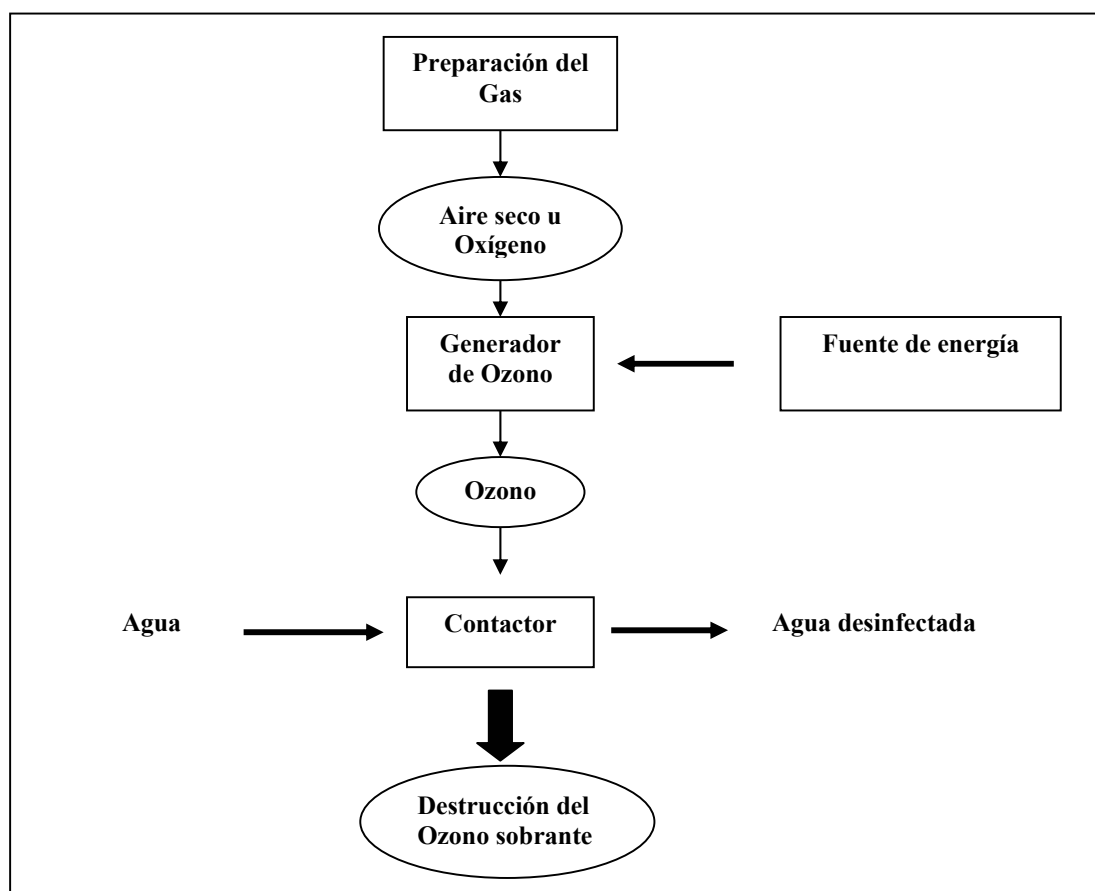 Preparación del
Gas
Aire seco u
Oxígeno
Generador
de Ozono
Fuente de energía
Ozono
Agua
Contactor
Agua desinfectada
Destrucción del
Ozono sobrante